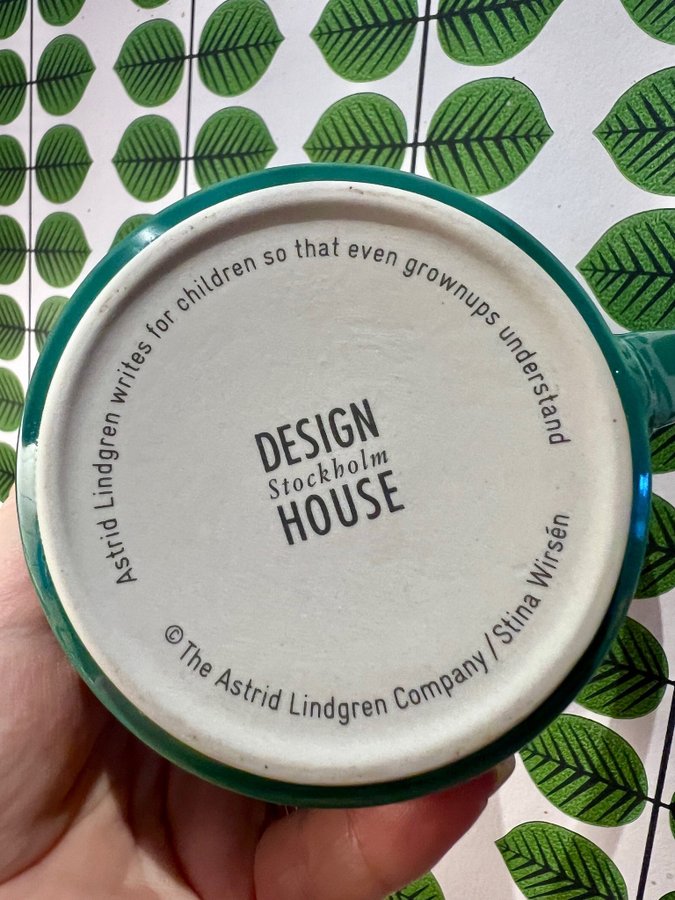 Astrid Lindgren writes for children so that even grownups understand
DESIGN
Stockholm
HOUSE
©The Astrid Lindgren Company / Stina Wirsén